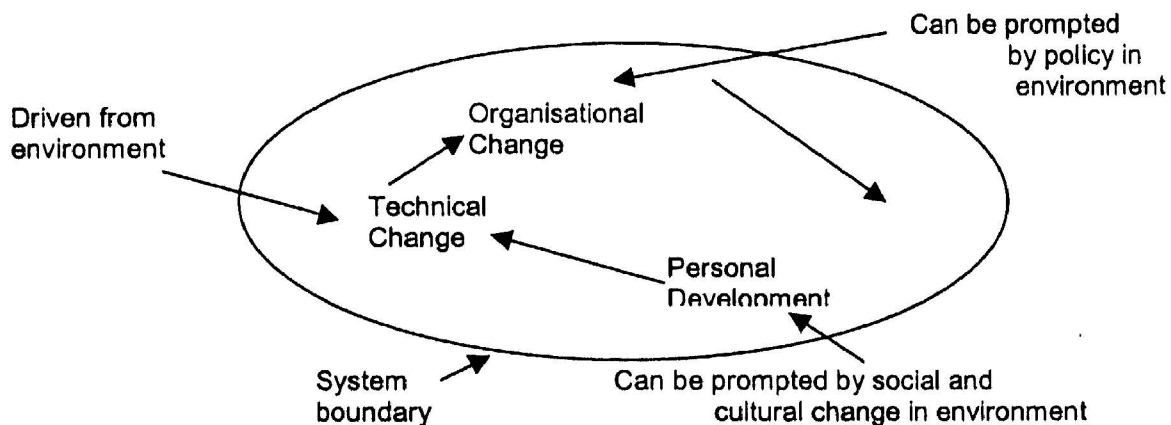 Can be prompted
by policy in
environment
Driven from
environment
Organisational
Change
Technical
Change
Personal
Development
System
boundary
Can be prompted by social and
cultural change in environment